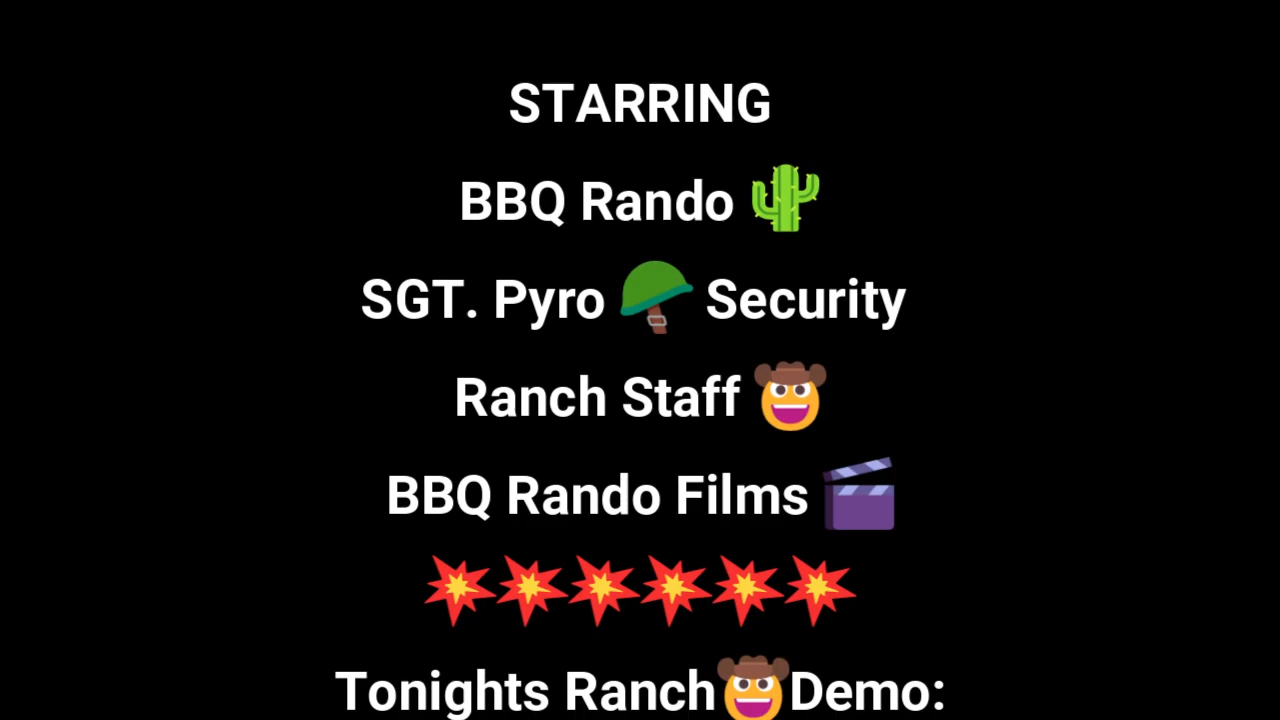 STARRING
BBQ Rando 🌵
SGT. Pyro 🪖 Security
Ranch Staff 🤠
BBQ Rando Films 🎬
💥💥💥💥💥💥
Tonights Ranch🤠Demo: